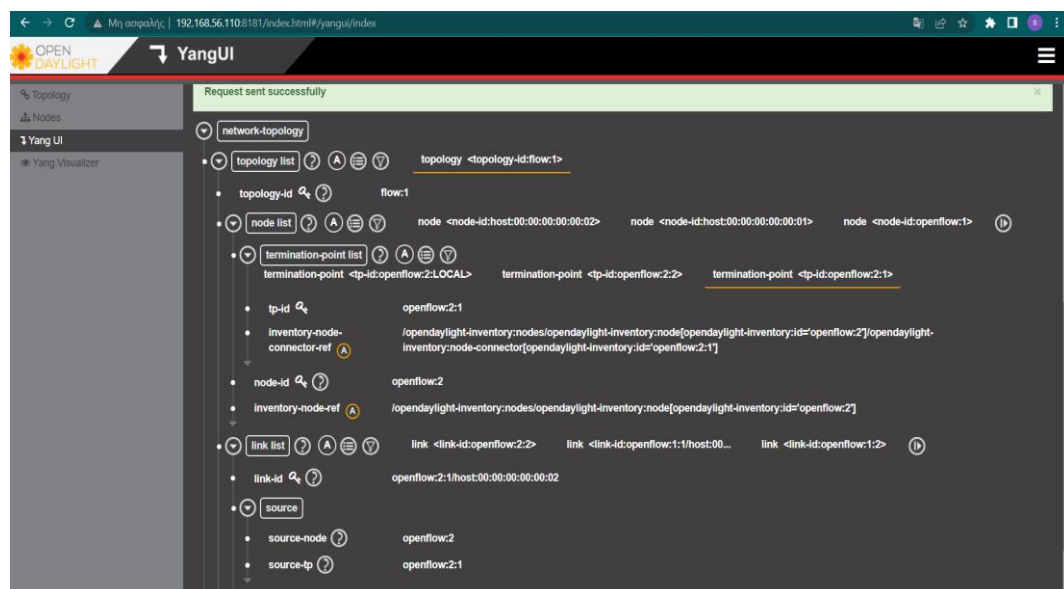 Μη ασφαλής | 192.168.56.110:8181/index.html#/yangui/index
S
OPEN DAYLIGHT
YangUI
Topology
Nodes
Yang UI
Yang Visualizer
Request sent successfully ×
network-topology
topology list ? A topology <topology-id:flow:1>
topology-id ? flow:1
node list ? A node <node-id:host:00:00:00:00:00:02> node <node-id:host:00:00:00:00:00:01> node <node-id:openflow:1>
termination-point list ? A
termination-point <tp-id:openflow:2:LOCAL> termination-point <tp-id:openflow:2:2> termination-point <tp-id:openflow:2:1>
tp-id openflow:2:1
inventory-node- /opendaylight-inventory:nodes/opendaylight-inventory:node[opendaylight-inventory:id='openflow:2']/opendaylight-
connector-ref A inventory:node-connector[opendaylight-inventory:id='openflow:2:1']
node-id ? openflow:2
inventory-node-ref A /opendaylight-inventory:nodes/opendaylight-inventory:node[opendaylight-inventory:id='openflow:2']
link list ? A link <link-id:openflow:2:2> link <link-id:openflow:1:1/host:00... link <link-id:openflow:1:2>
link-id ? openflow:2:1/host:00:00:00:00:00:02
source
source-node ? openflow:2
source-tp ? openflow:2:1